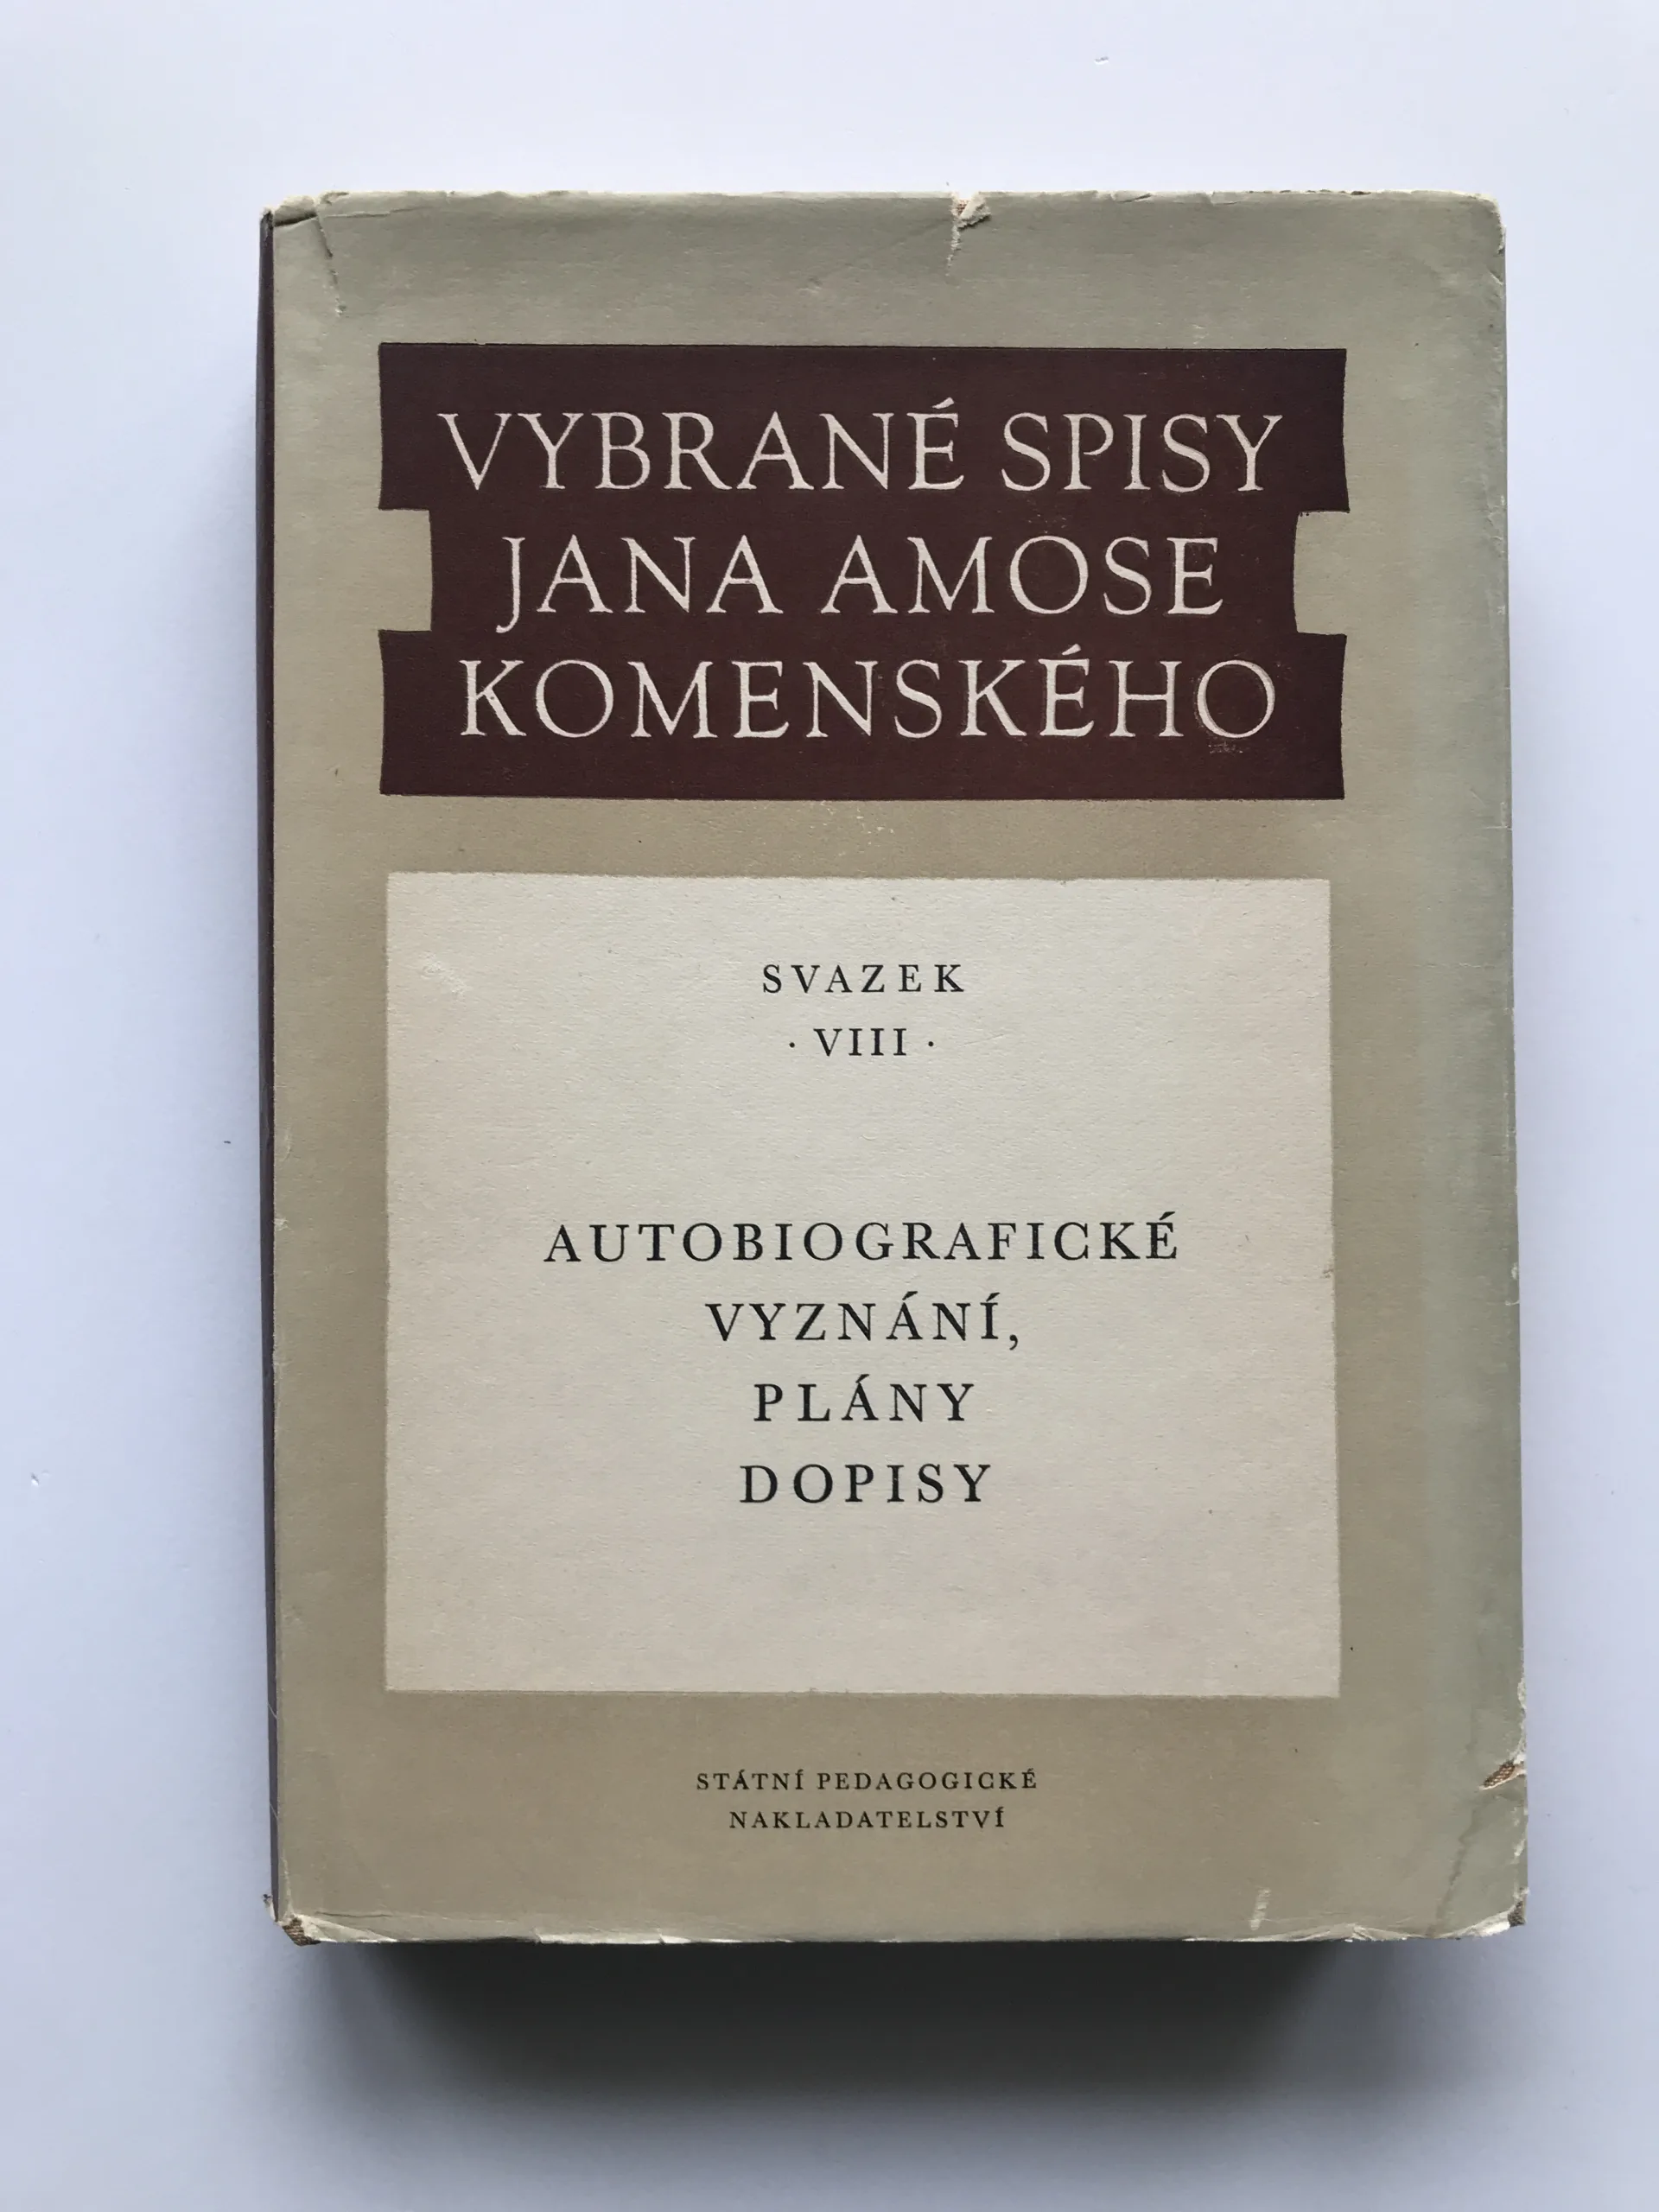 VYBRANÉ SPISY
JANA AMOSE
KOMENSKÉHO
SVAZEK
· VIII ·
AUTOBIOGRAFICKÉ
VYZNÁNÍ,
PLÁNY
DOPISY
STÁTNÍ PEDAGOGICKÉ
NAKLADATELSTVÍ